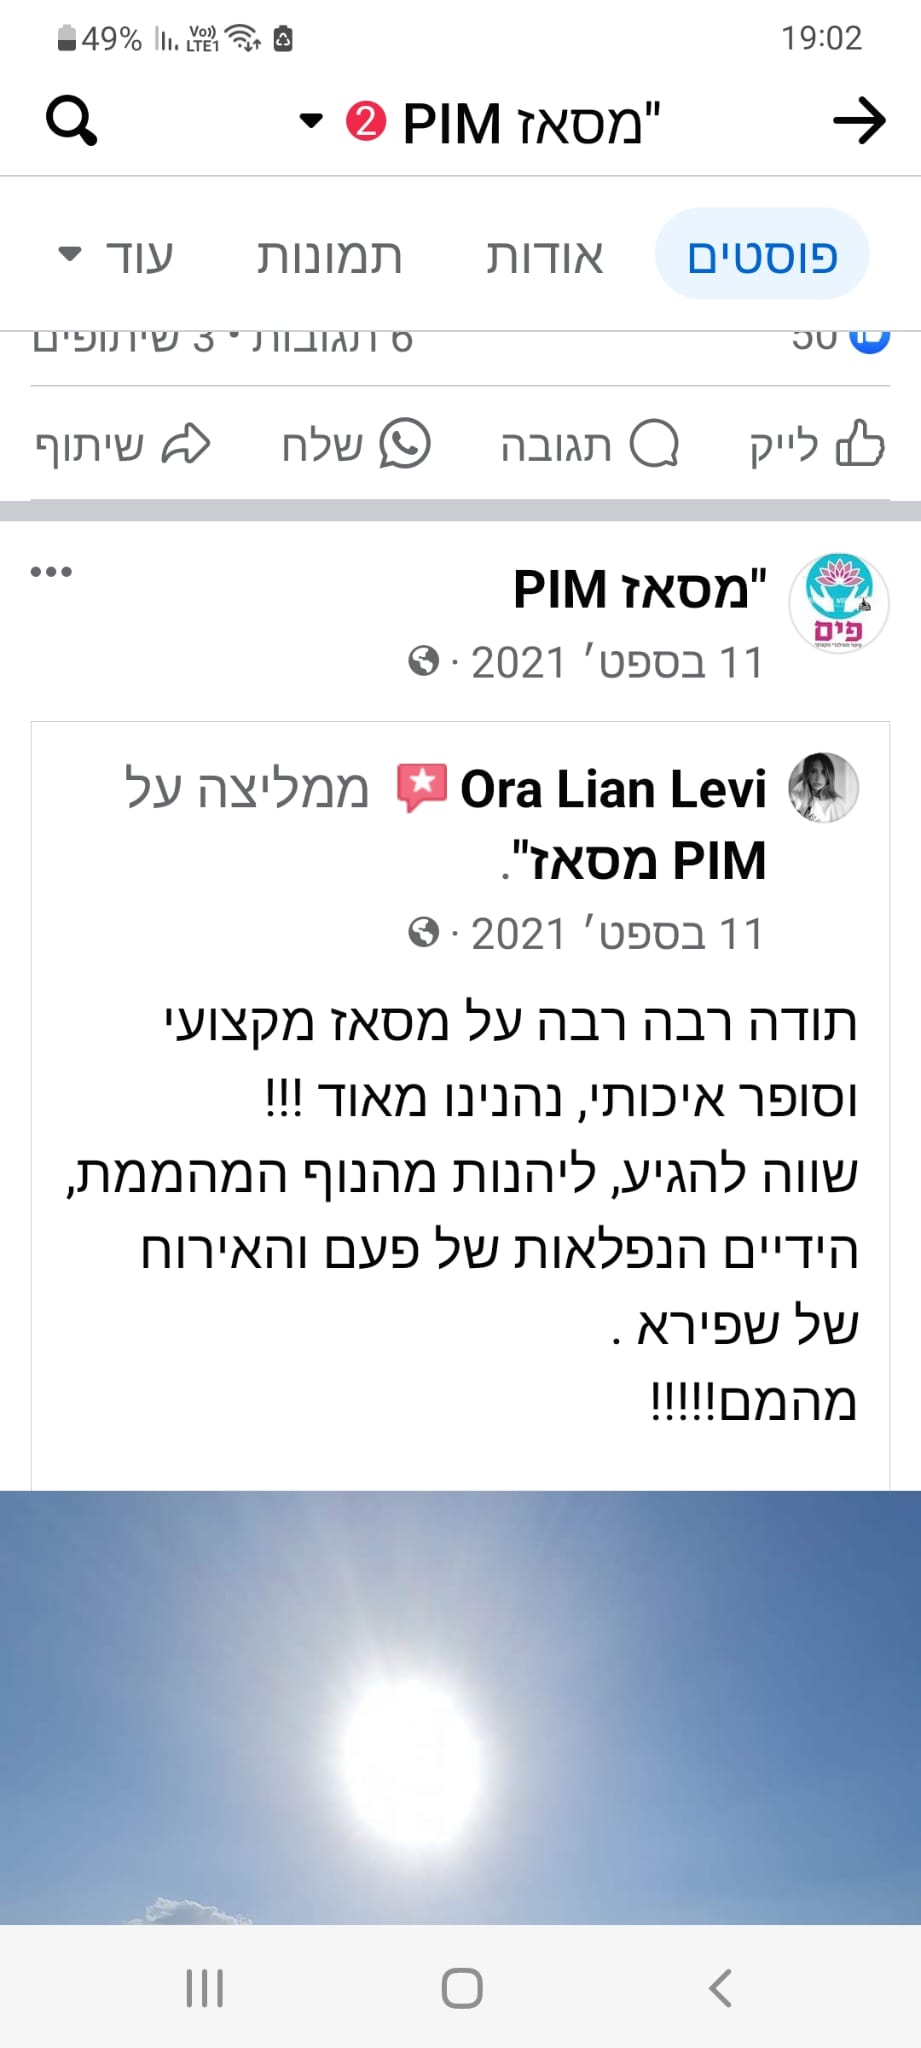 49% Vo)) LTE1 19:02
"מסאז PIM 2
פוסטים אודות תמונות עוד
50 6 תגובות • 3 שיתופים
לייק תגובה שלח שיתוף
"מסאז PIM
11 בספט׳ 2021 ·
פים
Ora Lian Levi ממליצה על
PIM מסאז".
11 בספט׳ 2021 ·
תודה רבה רבה על מסאז מקצועי
וסופר איכותי, נהנינו מאוד !!!
שווה להגיע, ליהנות מהנוף המהממת,
הידיים הנפלאות של פעם והאירוח
של שפירא .
מהמם!!!!!